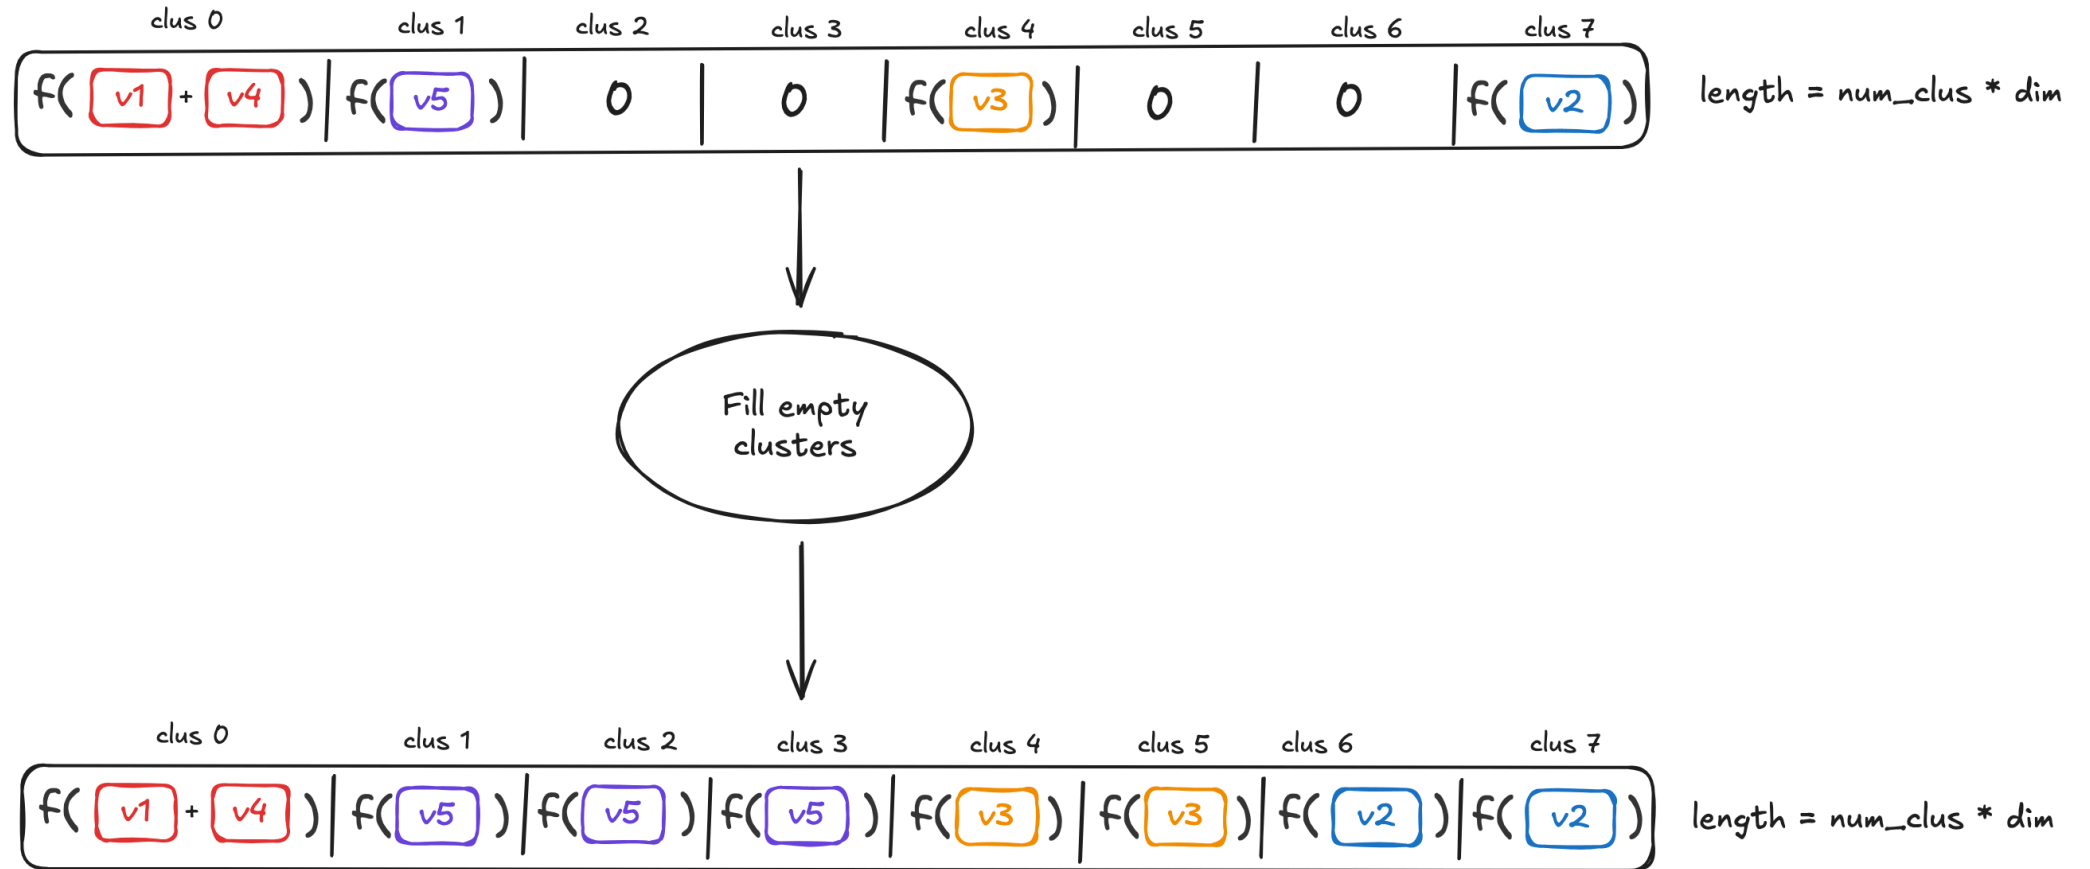 clus 0 clus 1 clus 2 clus 3 clus 4 clus 5 clus 6 clus 7
f( v1 + v4 ) f( v5 ) 0 0 f( v3 ) 0 0 f( v2 ) length = num_clus * dim
Fill empty
clusters
clus 0 clus 1 clus 2 clus 3 clus 4 clus 5 clus 6 clus 7
f( v1 + v4 ) f( v5 ) f( v5 ) f( v5 ) f( v3 ) f( v3 ) f( v2 ) f( v2 ) length = num_clus * dim